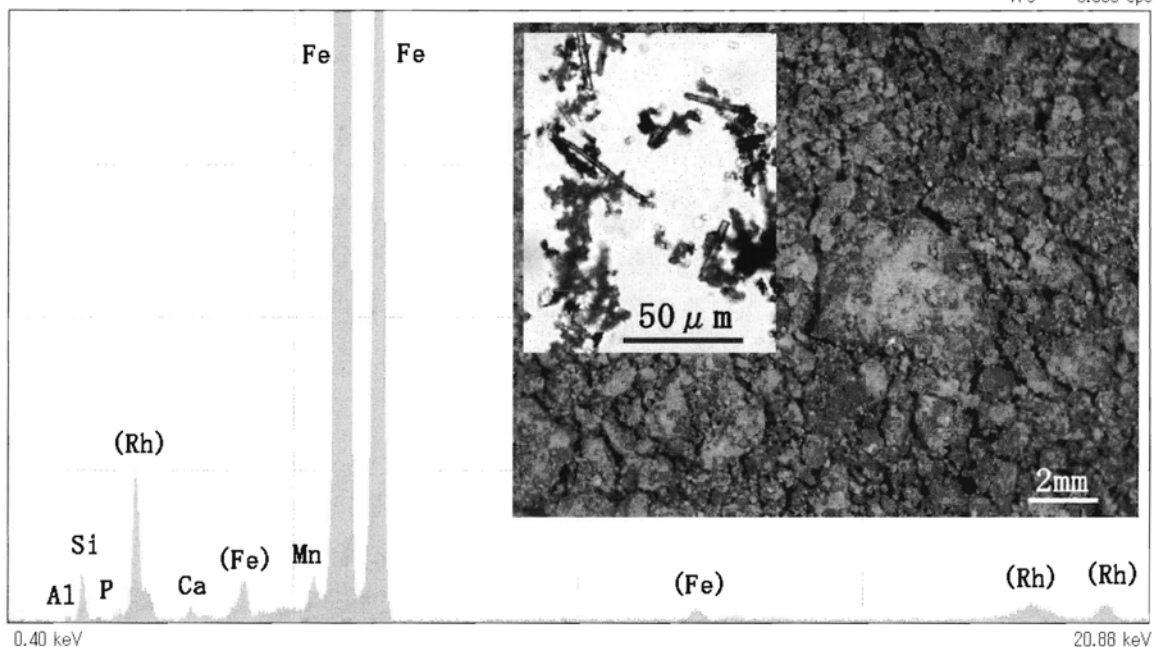 Fe
Fe
50 μm
(Rh)
2mm
Si
Al
P
Ca
(Fe)
Mn
(Fe)
(Rh)
(Rh)
0.40 keV
20.88 keV